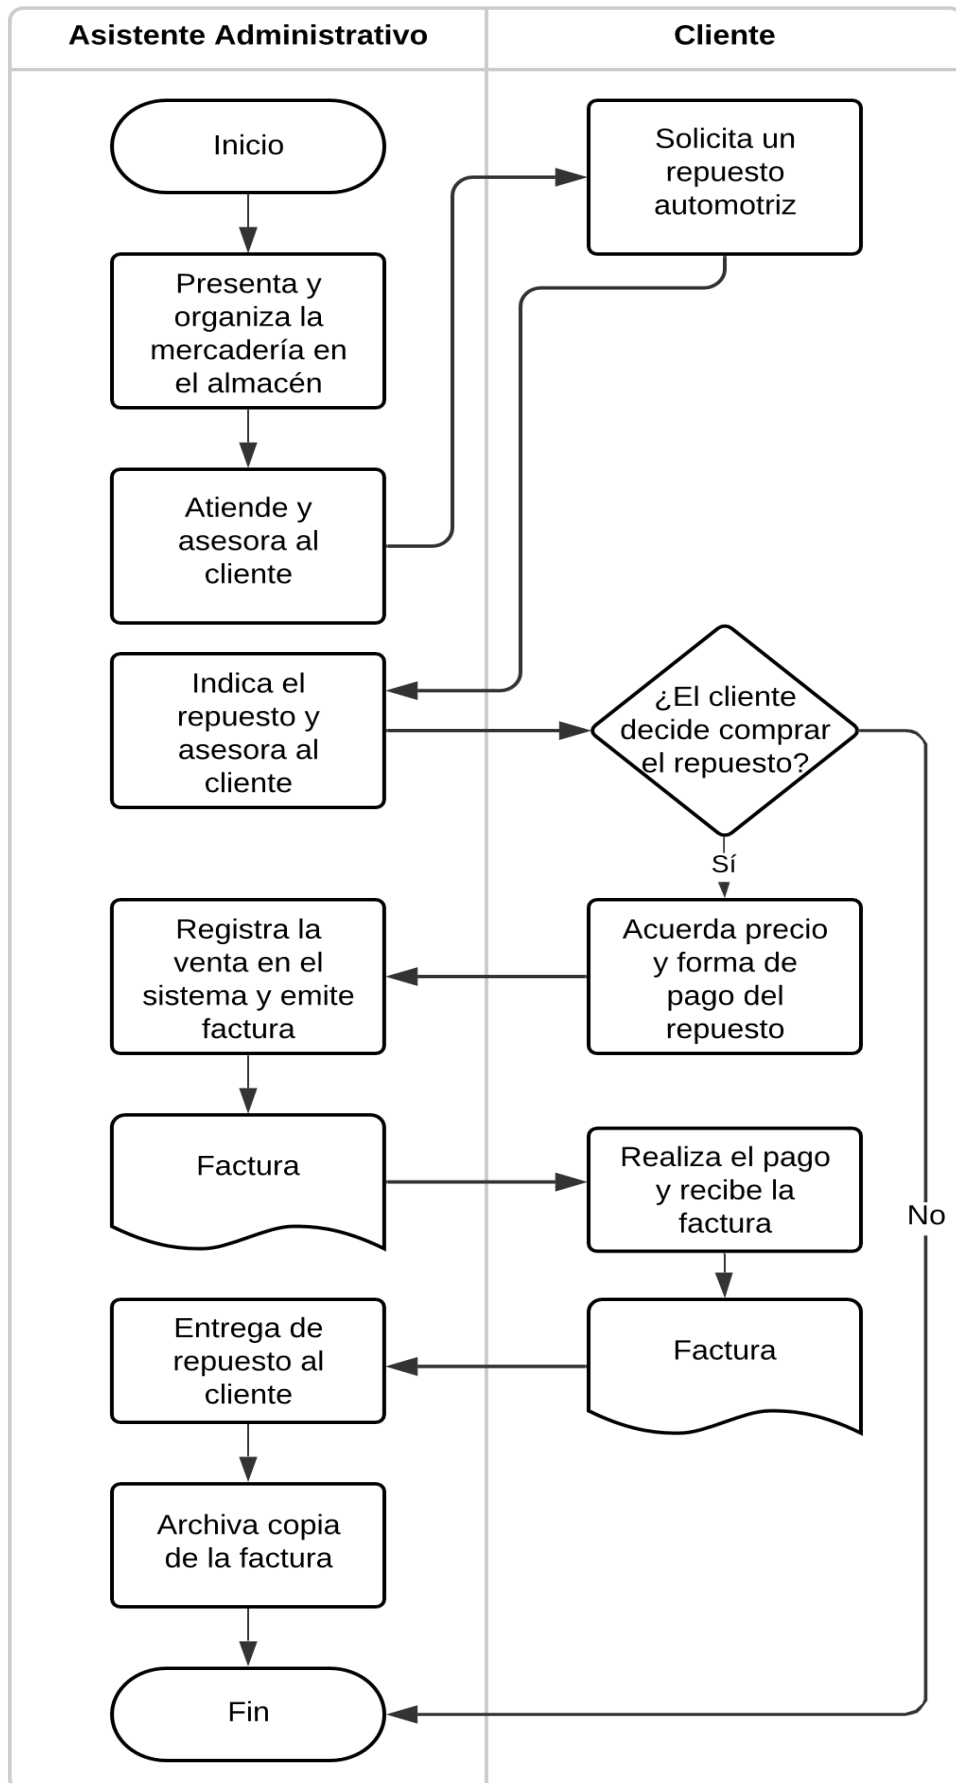 Asistente Administrativo
Cliente
Inicio
Solicita un
repuesto
automotriz
Presenta y
organiza la
mercadería en
el almacén
Atiende y
asesora al
cliente
Indica el
repuesto y
asesora al
cliente
¿El cliente
decide comprar
el repuesto?
Sí
Registra la
venta en el
sistema y emite
factura
Acuerda precio
y forma de
pago del
repuesto
Factura
Realiza el pago
y recibe la
factura
No
Entrega de
repuesto al
cliente
Factura
Archiva copia
de la factura
Fin